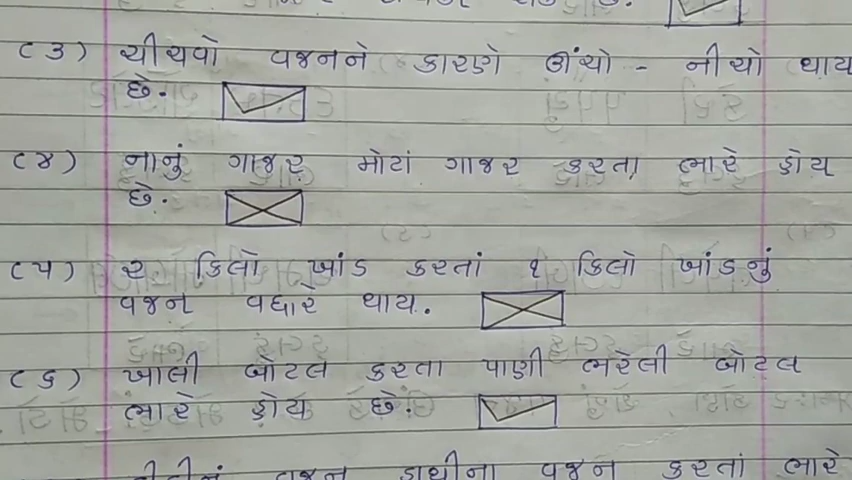 (૩) ચીચવો વજનને કારણે ઊંચો - નીચો થાય
છે.
(૪) નાનું ગાજર મોટાં ગાજર કરતા ભારે હોય
છે.
(૫) ૨ કિલો ખાંડ કરતાં ૧ કિલો ખાંડનું
વજન વધારે થાય.
(૬) ખાલી બોટલ કરતા પાણી ભરેલી બોટલ
ભારે હોય છે.
વજન હાથીના વજન કરતાં ભારે